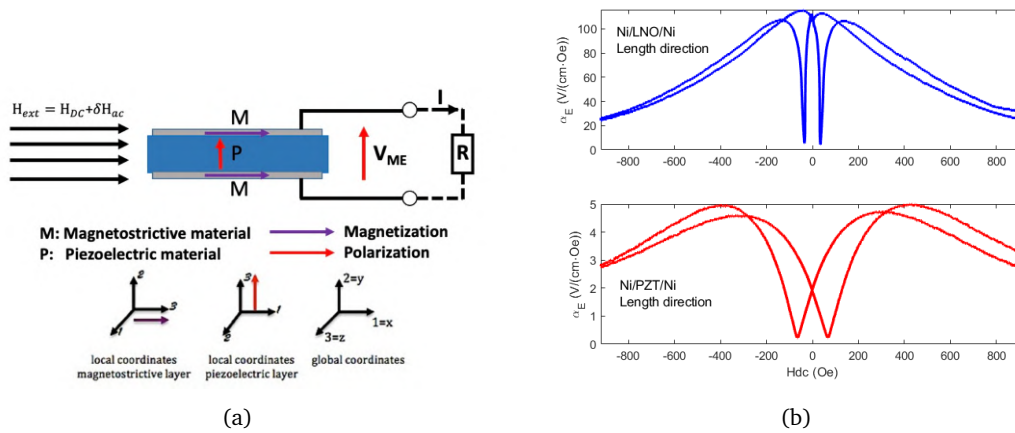 H_ext = H_DC+δH_ac
M
P
M
V_ME
I
R
M: Magnetostrictive material
Magnetization
P: Piezoelectric material
Polarization
2
3
1
local coordinates
magnetostrictive layer
3
1
2
local coordinates
piezoelectric layer
2=y
1=x
3=z
global coordinates
(a)
Ni/LNO/Ni
Length direction
α_E (V/(cm·Oe))
100
80
60
40
20
0
-800 -600 -400 -200 0 200 400 600 800
Ni/PZT/Ni
Length direction
α_E (V/(cm·Oe))
5
4
3
2
1
0
-800 -600 -400 -200 0 200 400 600 800
Hdc (Oe)
(b)